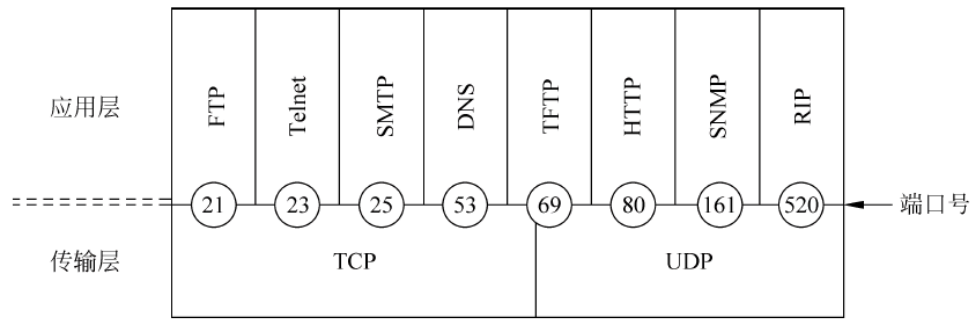 应用层
FTP
Telnet
SMTP
DNS
TFTP
HTTP
SNMP
RIP
21
23
25
53
69
80
161
520
端口号
传输层
TCP
UDP